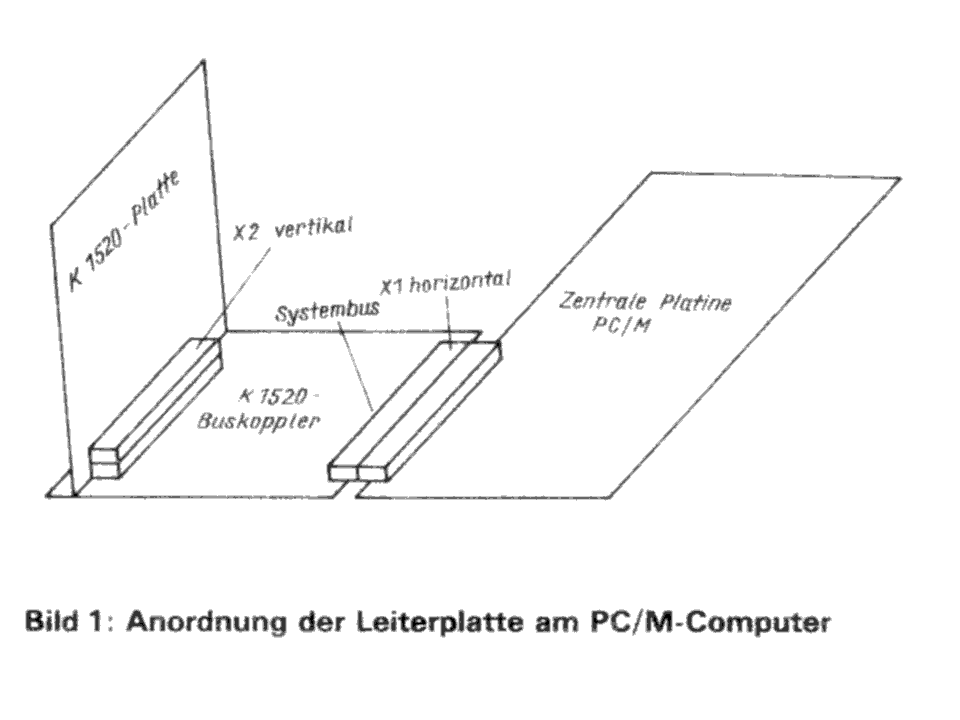 K 1520-Platte
X2 vertikal
X1 horizontal
Systembus
Zentrale Platine
PC/M
K 1520-
Buskoppler
Bild 1: Anordnung der Leiterplatte am PC/M-Computer